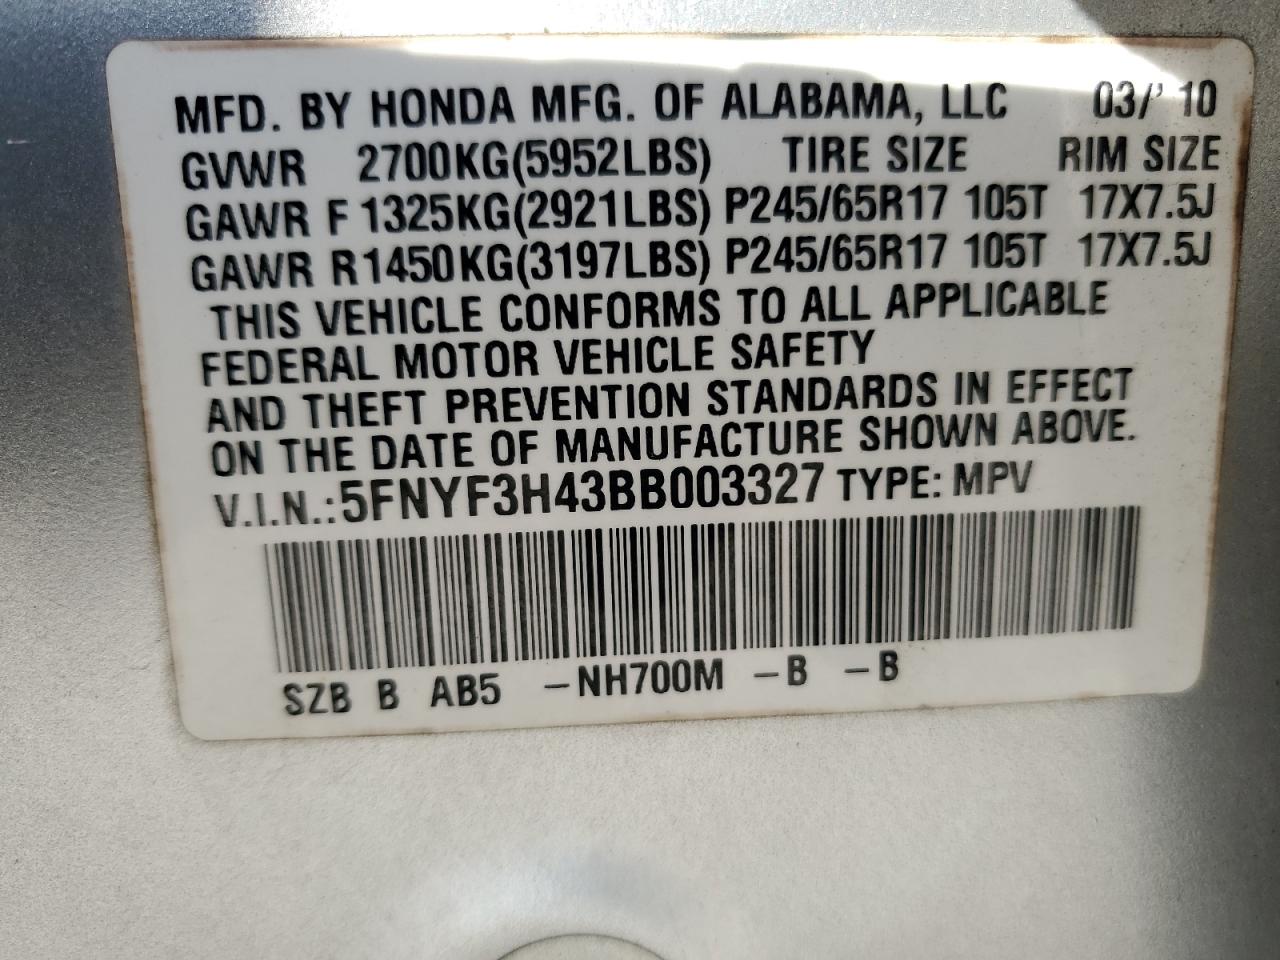 MFD. BY HONDA MFG. OF ALABAMA, LLC 03/' 10
GVWR 2700KG(5952LBS) TIRE SIZE RIM SIZE
GAWR F 1325KG(2921LBS) P245/65R17 105T 17X7.5J
GAWR R1450KG(3197LBS) P245/65R17 105T 17X7.5J
THIS VEHICLE CONFORMS TO ALL APPLICABLE
FEDERAL MOTOR VEHICLE SAFETY
AND THEFT PREVENTION STANDARDS IN EFFECT
ON THE DATE OF MANUFACTURE SHOWN ABOVE.
V.I.N.:5FNYF3H43BB003327 TYPE: MPV
SZB B AB5 -NH700M -B -B